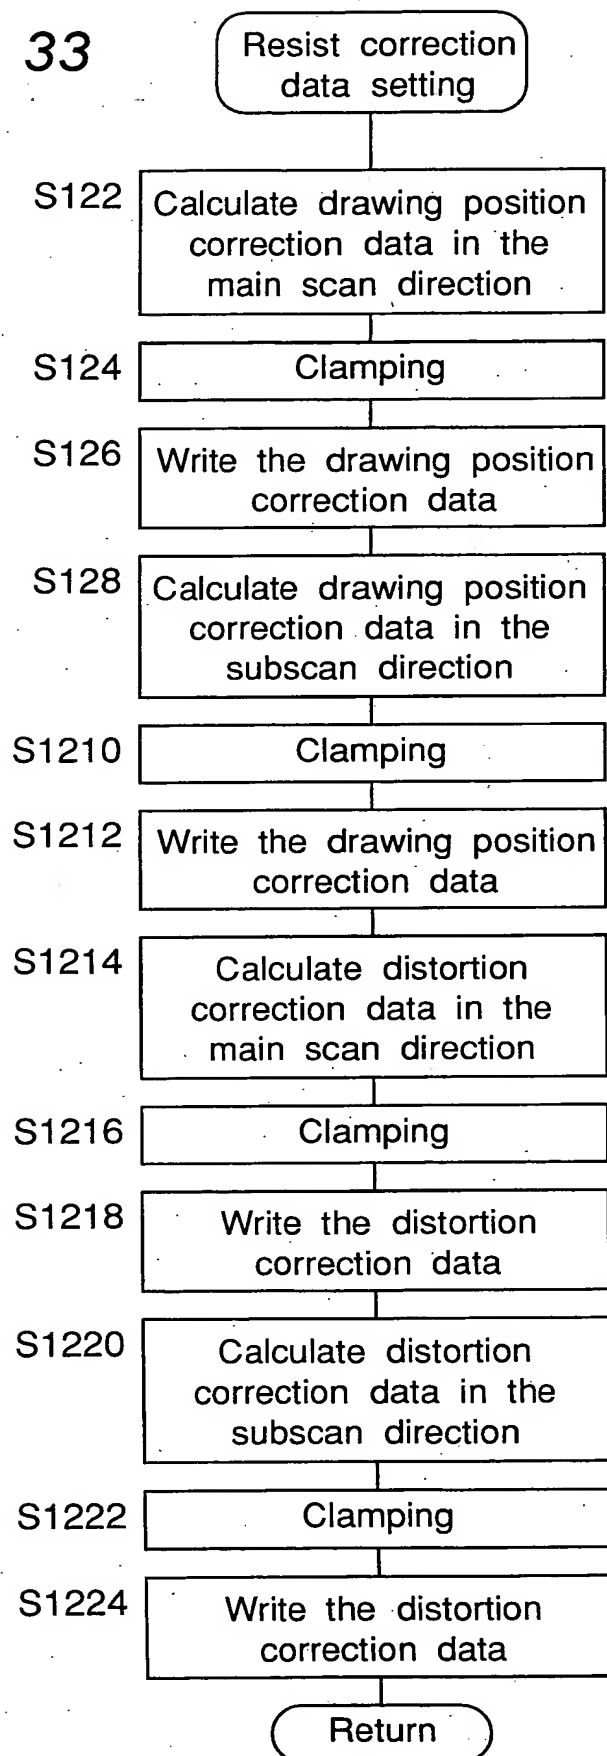 33
Resist correction
data setting
S122
Calculate drawing position
correction data in the
main scan direction
S124
Clamping
S126
Write the drawing position
correction data
S128
Calculate drawing position
correction data in the
subscan direction
S1210
Clamping
S1212
Write the drawing position
correction data
S1214
Calculate distortion
correction data in the
main scan direction
S1216
Clamping
S1218
Write the distortion
correction data
S1220
Calculate distortion
correction data in the
subscan direction
S1222
Clamping
S1224
Write the distortion
correction data
Return